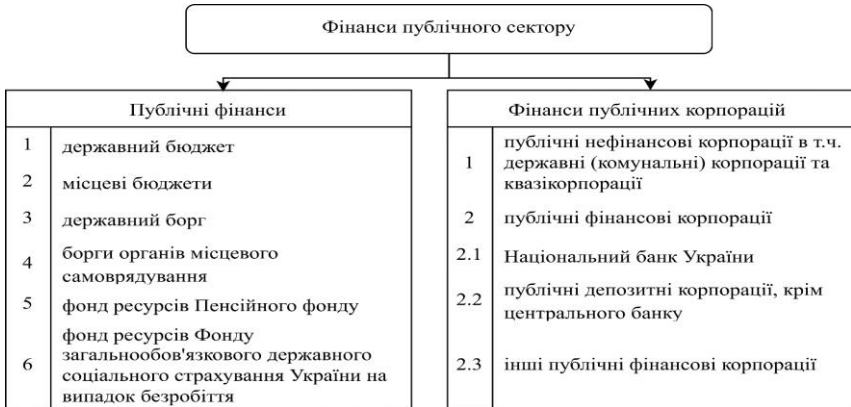 Фінанси публічного сектору
Публічні фінанси
1 державний бюджет
2 місцеві бюджети
3 державний борг
4 борги органів місцевого
самоврядування
5 фонд ресурсів Пенсійного фонду
фонд ресурсів Фонду
загальнообов'язкового державного
6 соціального страхування України на
випадок безробіття
Фінанси публічних корпорацій
публічні нефінансові корпорації в т.ч.
1 державні (комунальні) корпорації та
квазікорпорації
2 публічні фінансові корпорації
2.1 Національний банк України
2.2 публічні депозитні корпорації, крім
центрального банку
2.3 інші публічні фінансові корпорації